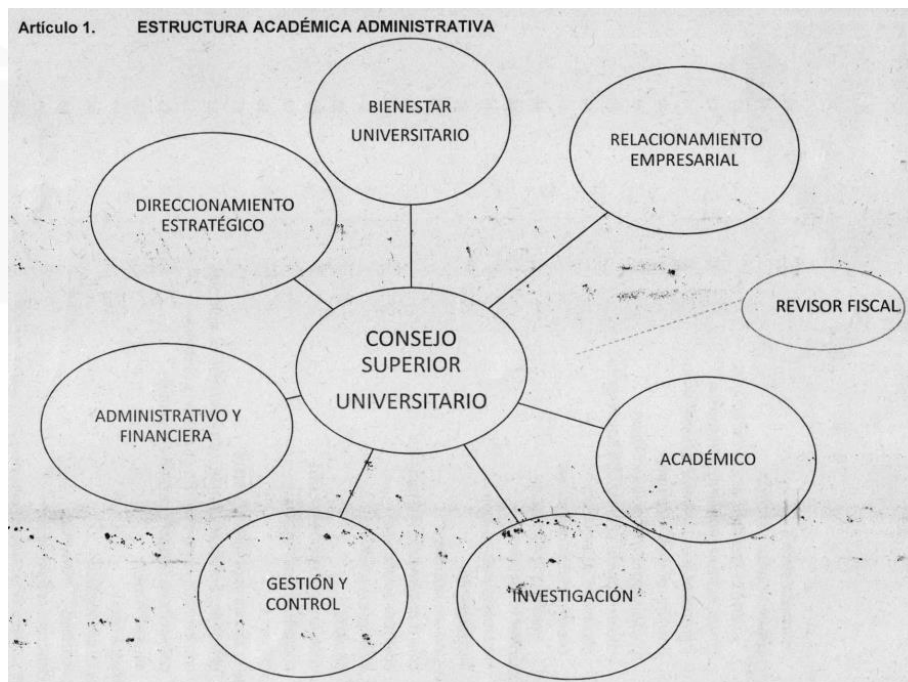 Artículo 1. ESTRUCTURA ACADÉMICA ADMINISTRATIVA
BIENESTAR
UNIVERSITARIO
RELACIONAMIENTO
EMPRESARIAL
DIRECCIONAMIENTO
ESTRATÉGICO
REVISOR FISCAL
CONSEJO
SUPERIOR
UNIVERSITARIO
ADMINISTRATIVO Y
FINANCIERA
ACADÉMICO
GESTIÓN Y
CONTROL
INVESTIGACIÓN